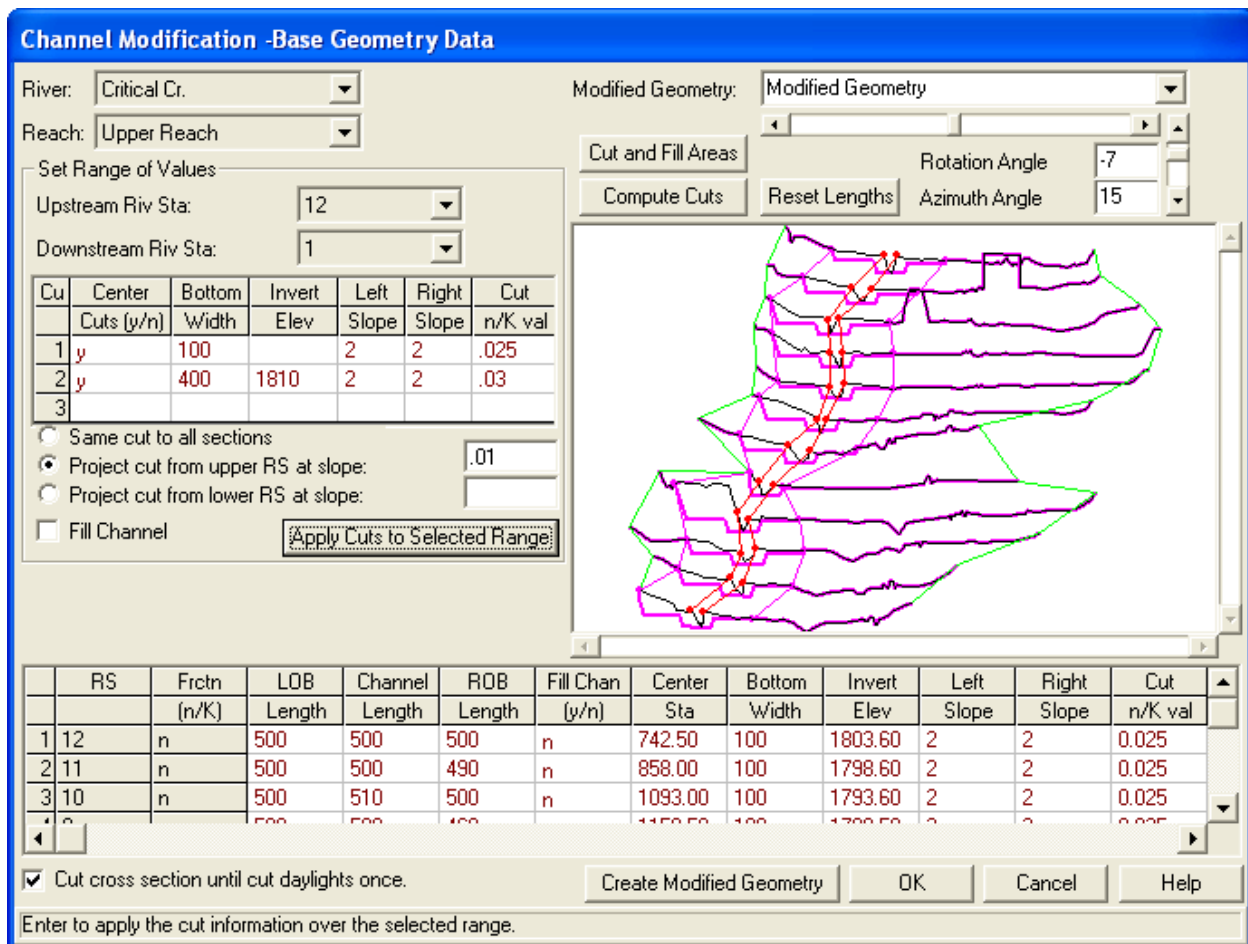 Channel Modification -Base Geometry Data
River: Critical Cr.
Modified Geometry: Modified Geometry
Reach: Upper Reach
Set Range of Values
Upstream Riv Sta: 12
Downstream Riv Sta: 1
Cut and Fill Areas
Compute Cuts
Reset Lengths
Rotation Angle -7
Azimuth Angle 15
Cu Center Bottom Invert Left Right Cut
Cuts (y/n) Width Elev Slope Slope n/K val
1 y 100 2 2 .025
2 y 400 1810 2 2 .03
3
Same cut to all sections
Project cut from upper RS at slope: .01
Project cut from lower RS at slope:
Fill Channel
Apply Cuts to Selected Range
RS Frctn LOB Channel ROB Fill Chan Center Bottom Invert Left Right Cut
(n/K) Length Length Length (y/n) Sta Width Elev Slope Slope n/K val
1 12 n 500 500 500 n 742.50 100 1803.60 2 2 0.025
2 11 n 500 500 490 n 858.00 100 1798.60 2 2 0.025
3 10 n 500 510 500 n 1093.00 100 1793.60 2 2 0.025
Cut cross section until cut daylights once.
Create Modified Geometry
OK
Cancel
Help
Enter to apply the cut information over the selected range.